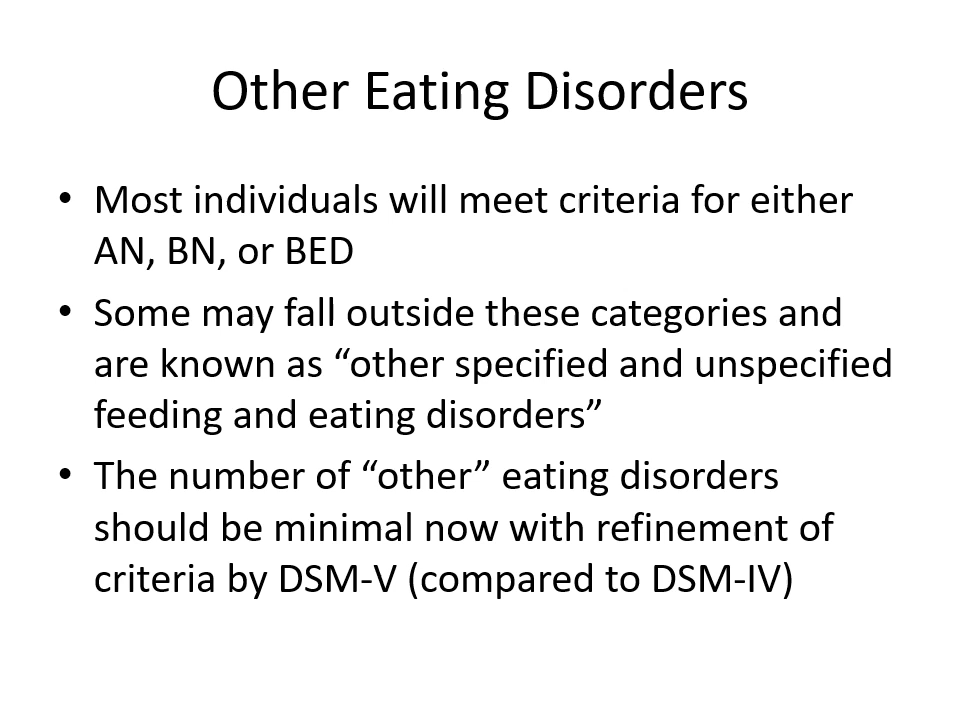 Other Eating Disorders
• Most individuals will meet criteria for either
AN, BN, or BED
• Some may fall outside these categories and
are known as “other specified and unspecified
feeding and eating disorders”
• The number of “other” eating disorders
should be minimal now with refinement of
criteria by DSM-V (compared to DSM-IV)